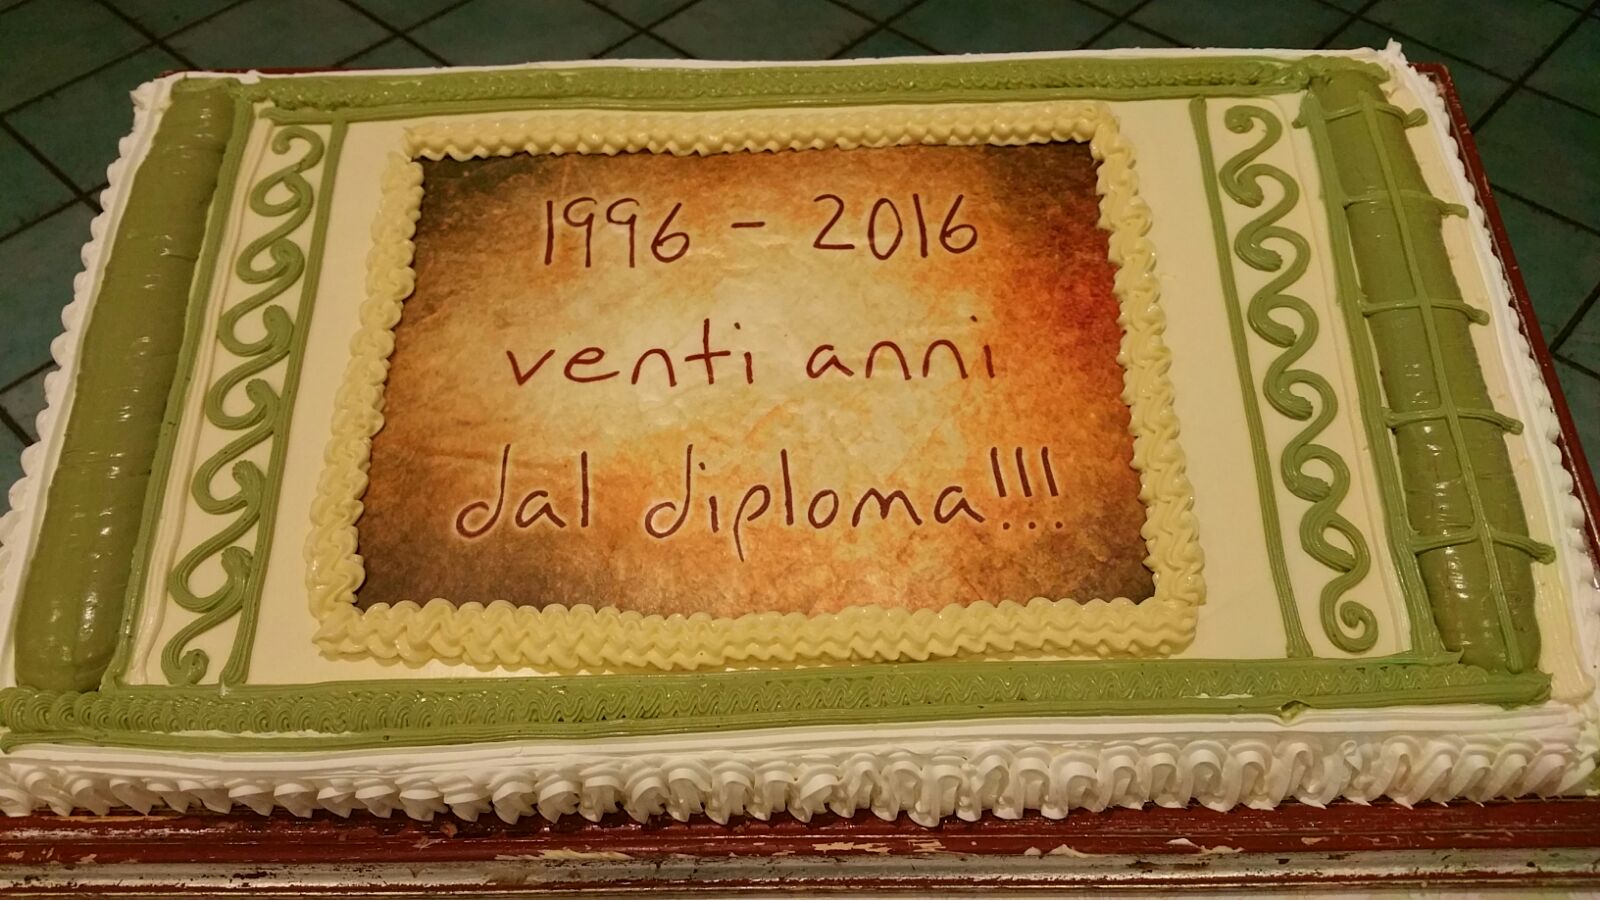 1996 - 2016
venti anni
dal diploma!!!